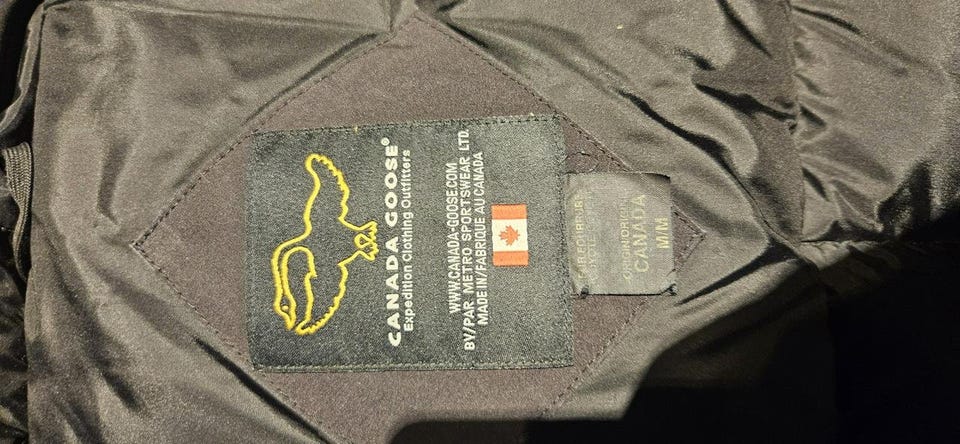 CANADA GOOSE®
Expedition Clothing Outfitters
WWW.CANADA-GOOSE.COM
BY/PAR METRO SPORTSWEAR LTD.
MADE IN/FABRIQUE AU CANADA
CANADA
M/M